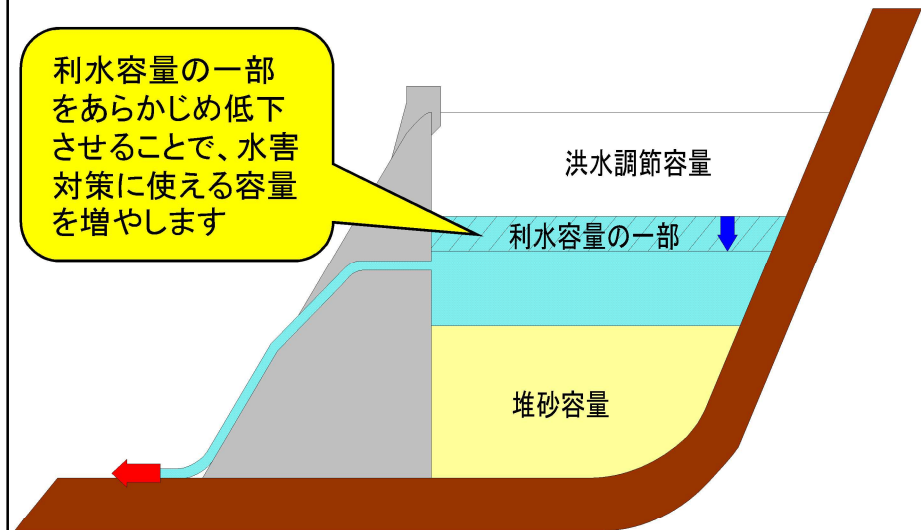 利水容量の一部
をあらかじめ低下
させることで、水害
対策に使える容量
を増やします
洪水調節容量
利水容量の一部
堆砂容量